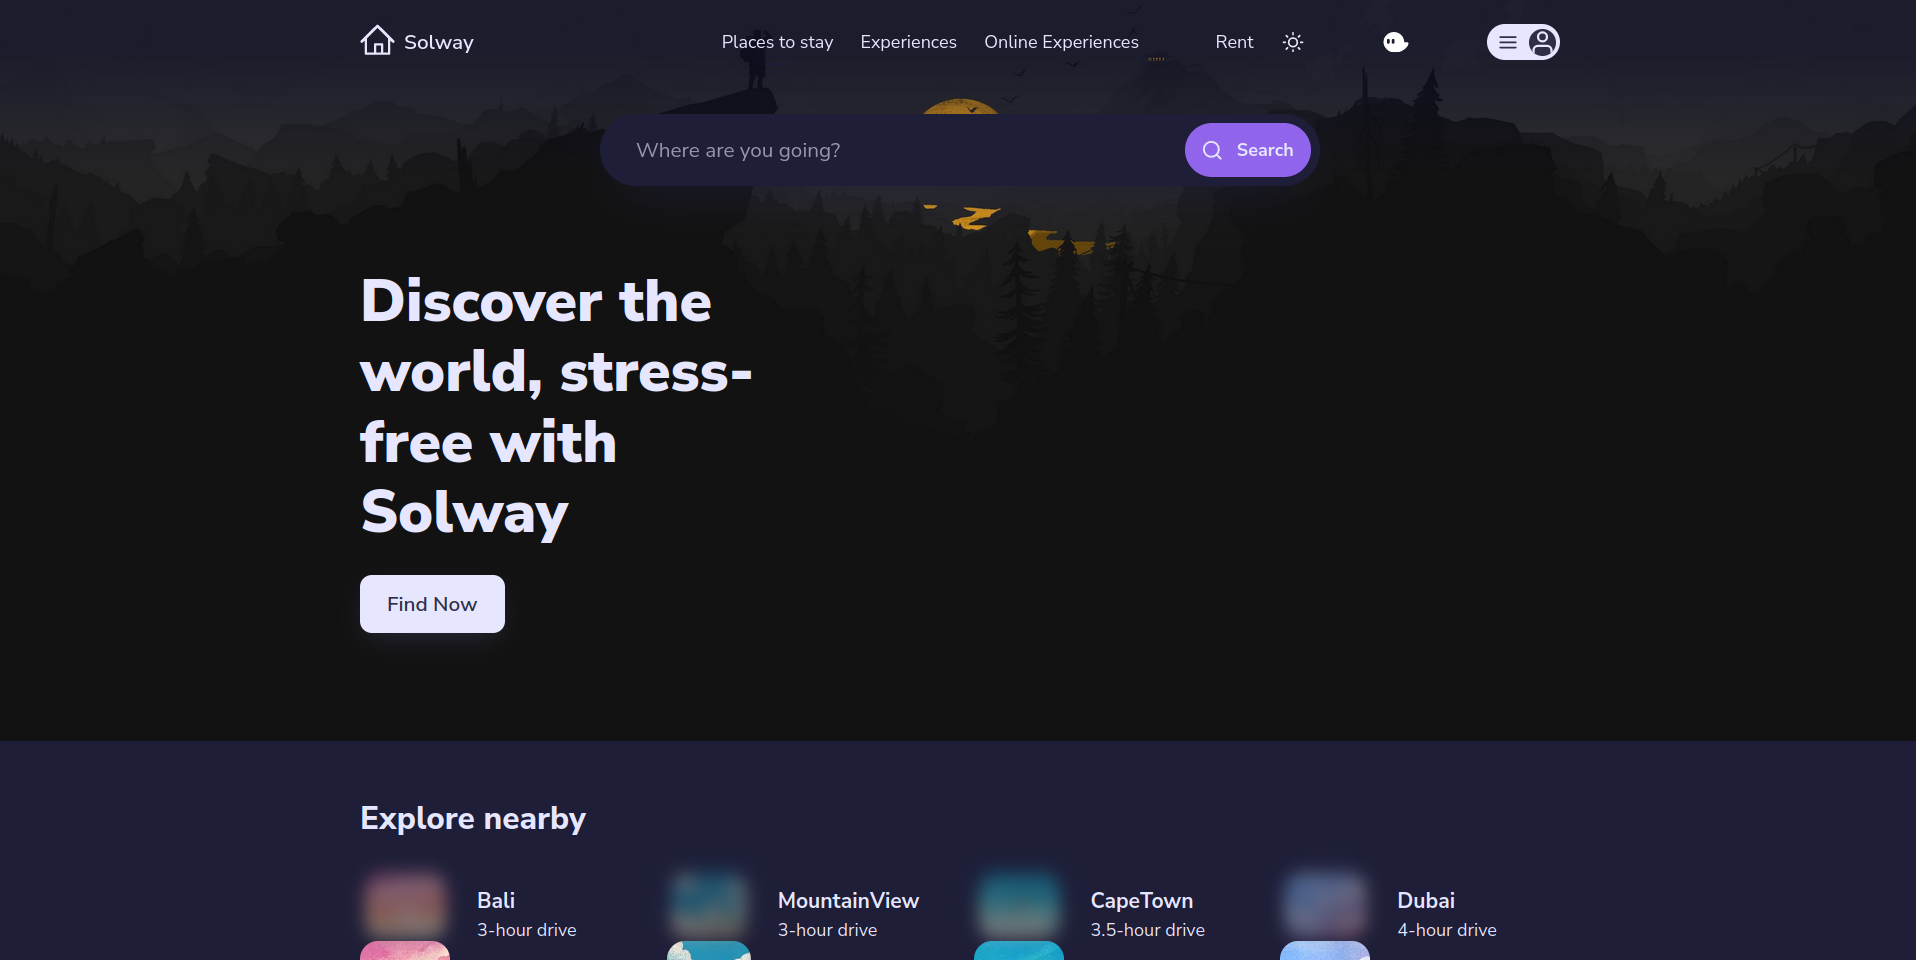 Solway
Places to stay
Experiences
Online Experiences
Rent
Where are you going?
Search
Discover the
world, stress-
free with
Solway
Find Now
Explore nearby
Bali
3-hour drive
MountainView
3-hour drive
CapeTown
3.5-hour drive
Dubai
4-hour drive